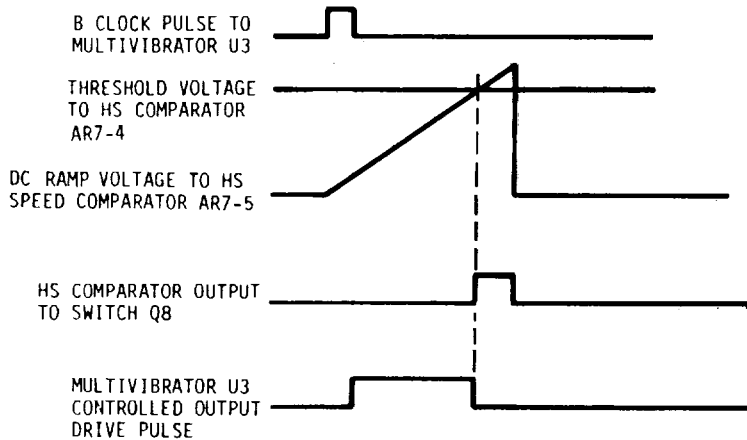 B CLOCK PULSE TO
MULTIVIBRATOR U3
THRESHOLD VOLTAGE
TO HS COMPARATOR
AR7-4
DC RAMP VOLTAGE TO HS
SPEED COMPARATOR AR7-5
HS COMPARATOR OUTPUT
TO SWITCH Q8
MULTIVIBRATOR U3
CONTROLLED OUTPUT
DRIVE PULSE